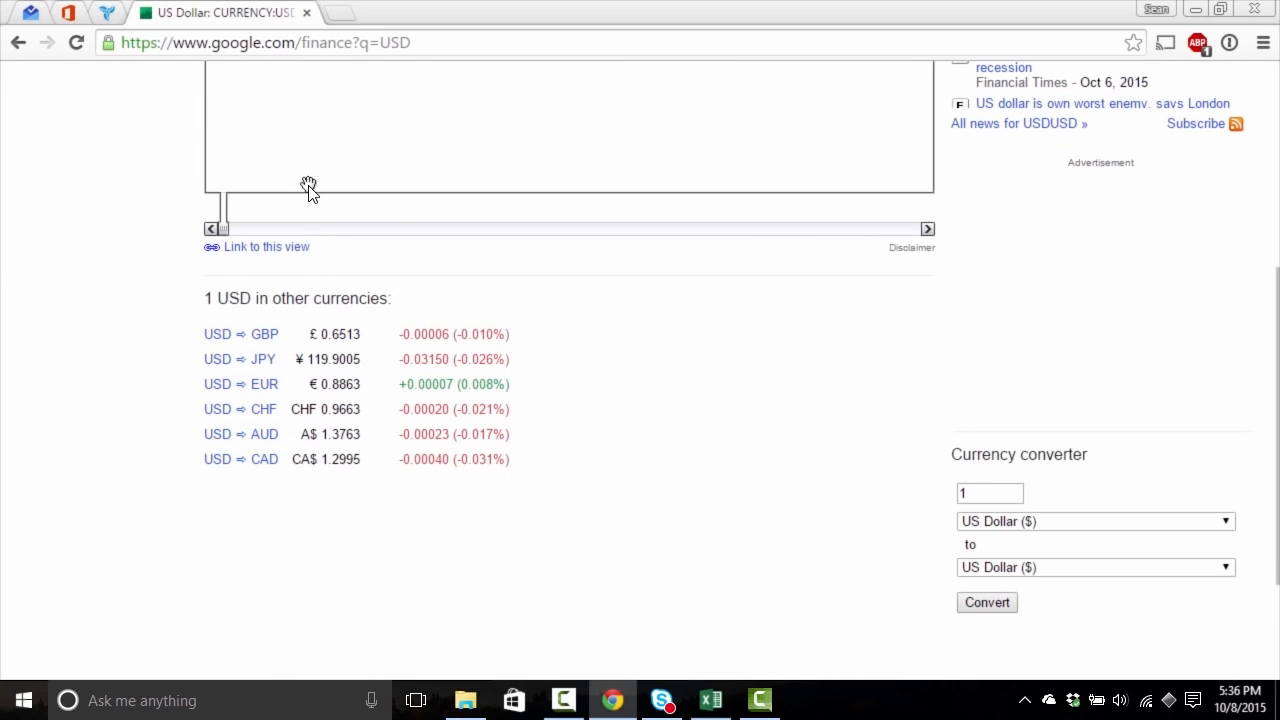 US Dollar: CURRENCY:USD
Sean
https://www.google.com/finance?q=USD
ABP
1
recession
Financial Times - Oct 6, 2015
F
US dollar is own worst enemy, says London
All news for USDUSD »
Subscribe
Advertisement
Link to this view
Disclaimer
1 USD in other currencies:
USD ⇨ GBP £ 0.6513 -0.00006 (-0.010%)
USD ⇨ JPY ¥ 119.9005 -0.03150 (-0.026%)
USD ⇨ EUR € 0.8863 +0.00007 (0.008%)
USD ⇨ CHF CHF 0.9663 -0.00020 (-0.021%)
USD ⇨ AUD A$ 1.3763 -0.00023 (-0.017%)
USD ⇨ CAD CA$ 1.2995 -0.00040 (-0.031%)
Currency converter
1
US Dollar ($)
to
US Dollar ($)
Convert
Ask me anything
5:36 PM
10/8/2015